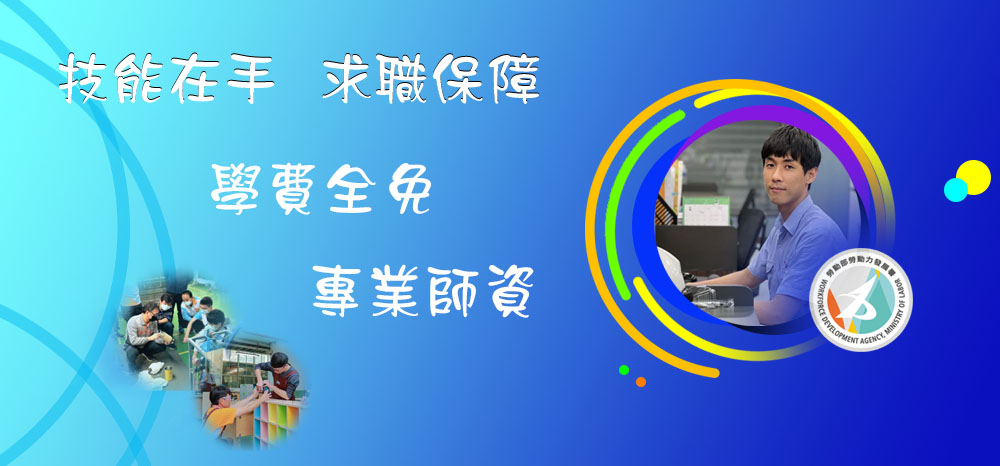 技能在手 求職保障
學費全免
專業師資
勞動部勞動力發展署
WORKFORCE DEVELOPMENT AGENCY, MINISTRY OF LABOR